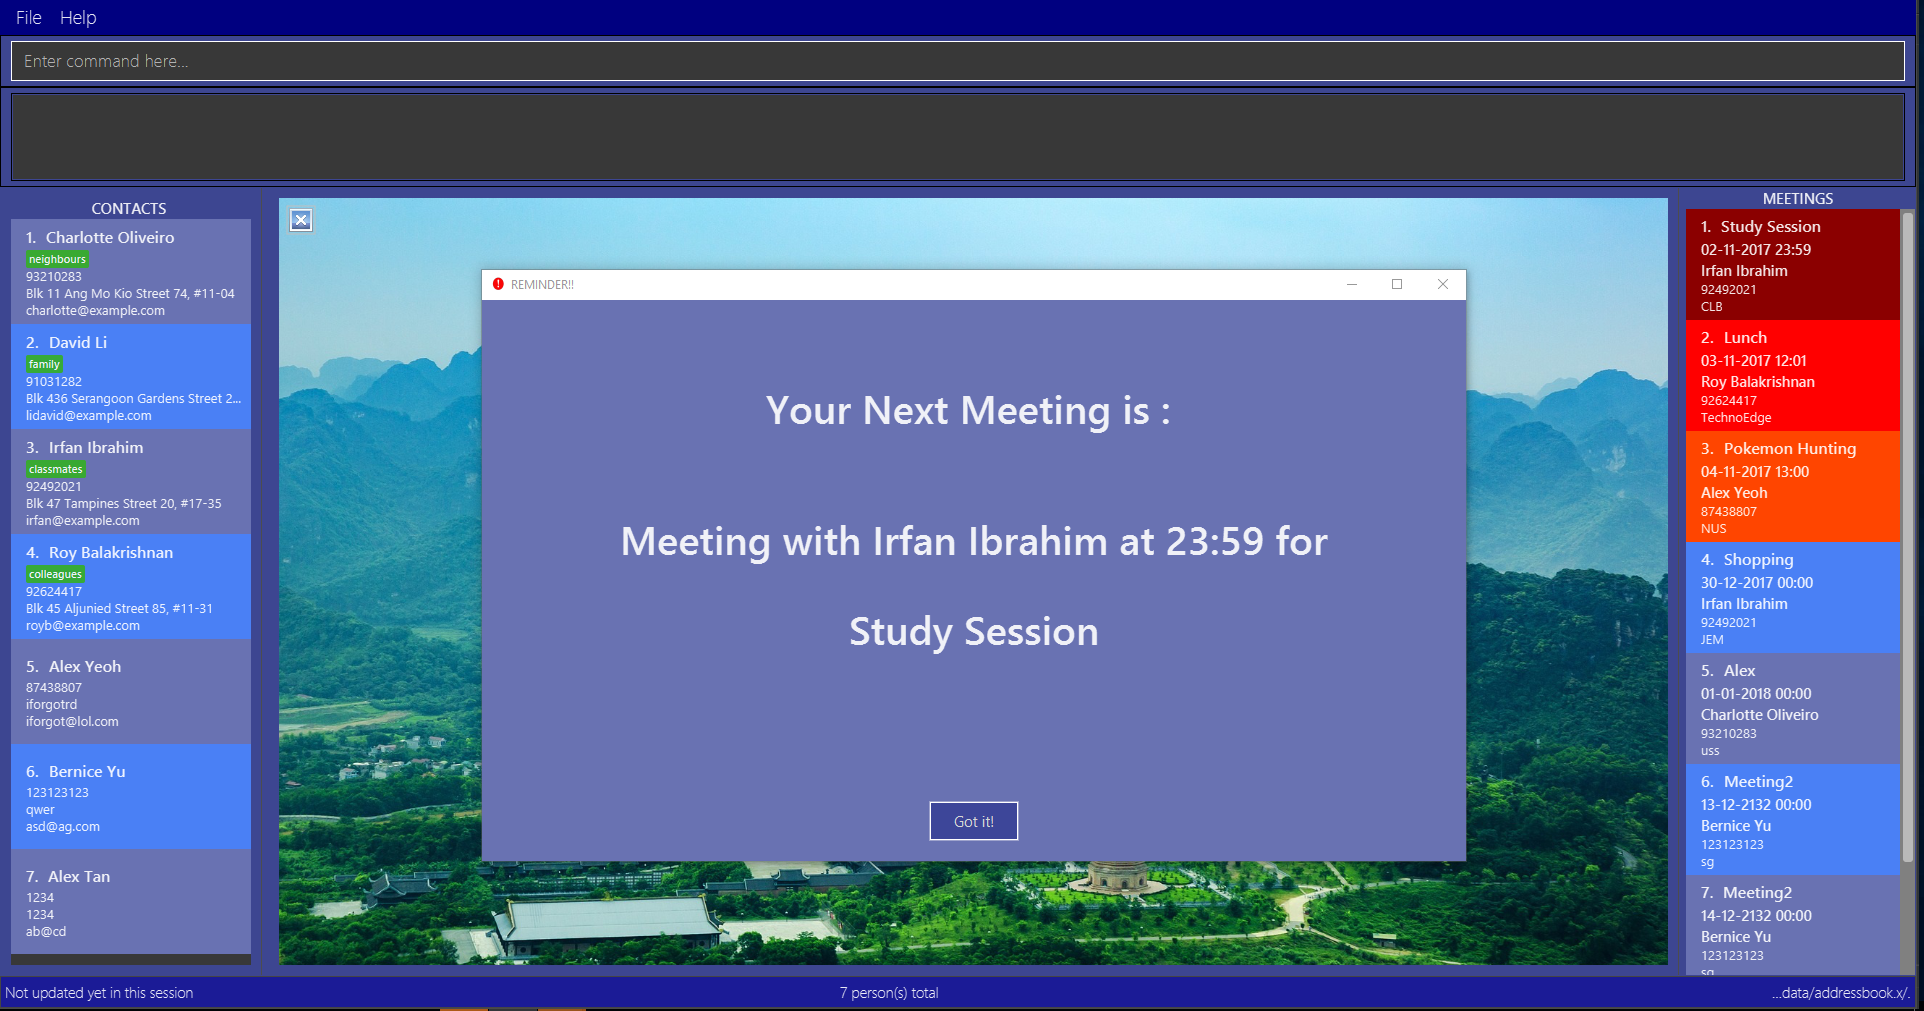 File Help
Enter command here...
CONTACTS
1. Charlotte Oliveiro
neighbours
93210283
Blk 11 Ang Mo Kio Street 74, #11-04
charlotte@example.com
2. David Li
family
91031282
Blk 436 Serangoon Gardens Street 2...
lidavid@example.com
3. Irfan Ibrahim
classmates
92492021
Blk 47 Tampines Street 20, #17-35
irfan@example.com
4. Roy Balakrishnan
colleagues
92624417
Blk 45 Aljunied Street 85, #11-31
royb@example.com
5. Alex Yeoh
87438807
iforgotrd
iforgot@lol.com
6. Bernice Yu
123123123
qwer
asd@ag.com
7. Alex Tan
1234
1234
ab@cd
REMINDER!!
Your Next Meeting is :
Meeting with Irfan Ibrahim at 23:59 for
Study Session
Got it!
MEETINGS
1. Study Session
02-11-2017 23:59
Irfan Ibrahim
92492021
CLB
2. Lunch
03-11-2017 12:01
Roy Balakrishnan
92624417
TechnoEdge
3. Pokemon Hunting
04-11-2017 13:00
Alex Yeoh
87438807
NUS
4. Shopping
30-12-2017 00:00
Irfan Ibrahim
92492021
JEM
5. Alex
01-01-2018 00:00
Charlotte Oliveiro
93210283
uss
6. Meeting2
13-12-2132 00:00
Bernice Yu
123123123
sg
7. Meeting2
14-12-2132 00:00
Bernice Yu
123123123
sg
Not updated yet in this session
7 person(s) total
...data/addressbook.x/.